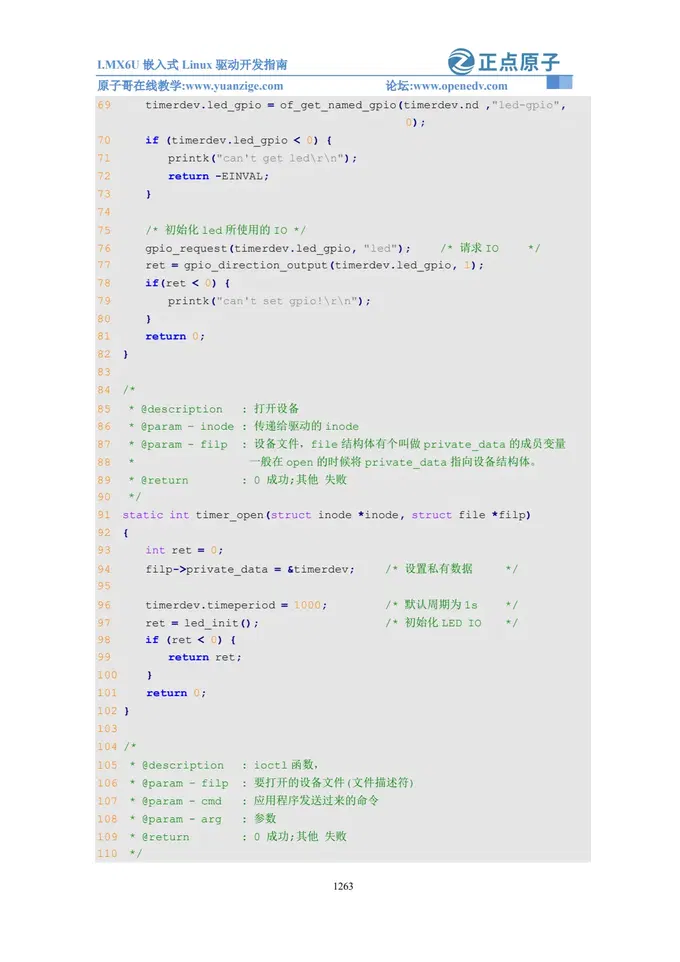 I.MX6U 嵌入式 Linux 驱动开发指南
正点原子
原子哥在线教学:www.yuanzige.com 论坛:www.openedv.com
69 timerdev.led_gpio = of_get_named_gpio(timerdev.nd ,"led-gpio",
0);
70 if (timerdev.led_gpio < 0) {
71 printk("can't get led\r\n");
72 return -EINVAL;
73 }
74
75 /* 初始化 led 所使用的 IO */
76 gpio_request(timerdev.led_gpio, "led"); /* 请求 IO */
77 ret = gpio_direction_output(timerdev.led_gpio, 1);
78 if(ret < 0) {
79 printk("can't set gpio!\r\n");
80 }
81 return 0;
82 }
83
84 /*
85 * @description : 打开设备
86 * @param – inode : 传递给驱动的 inode
87 * @param - filp : 设备文件，file 结构体有个叫做 private_data 的成员变量
88 * 一般在 open 的时候将 private_data 指向设备结构体。
89 * @return : 0 成功;其他 失败
90 */
91 static int timer_open(struct inode *inode, struct file *filp)
92 {
93 int ret = 0;
94 filp->private_data = &timerdev; /* 设置私有数据 */
95
96 timerdev.timeperiod = 1000; /* 默认周期为 1s */
97 ret = led_init(); /* 初始化 LED IO */
98 if (ret < 0) {
99 return ret;
100 }
101 return 0;
102 }
103
104 /*
105 * @description : ioctl 函数，
106 * @param – filp : 要打开的设备文件(文件描述符)
107 * @param - cmd : 应用程序发送过来的命令
108 * @param - arg : 参数
109 * @return : 0 成功;其他 失败
110 */
1263